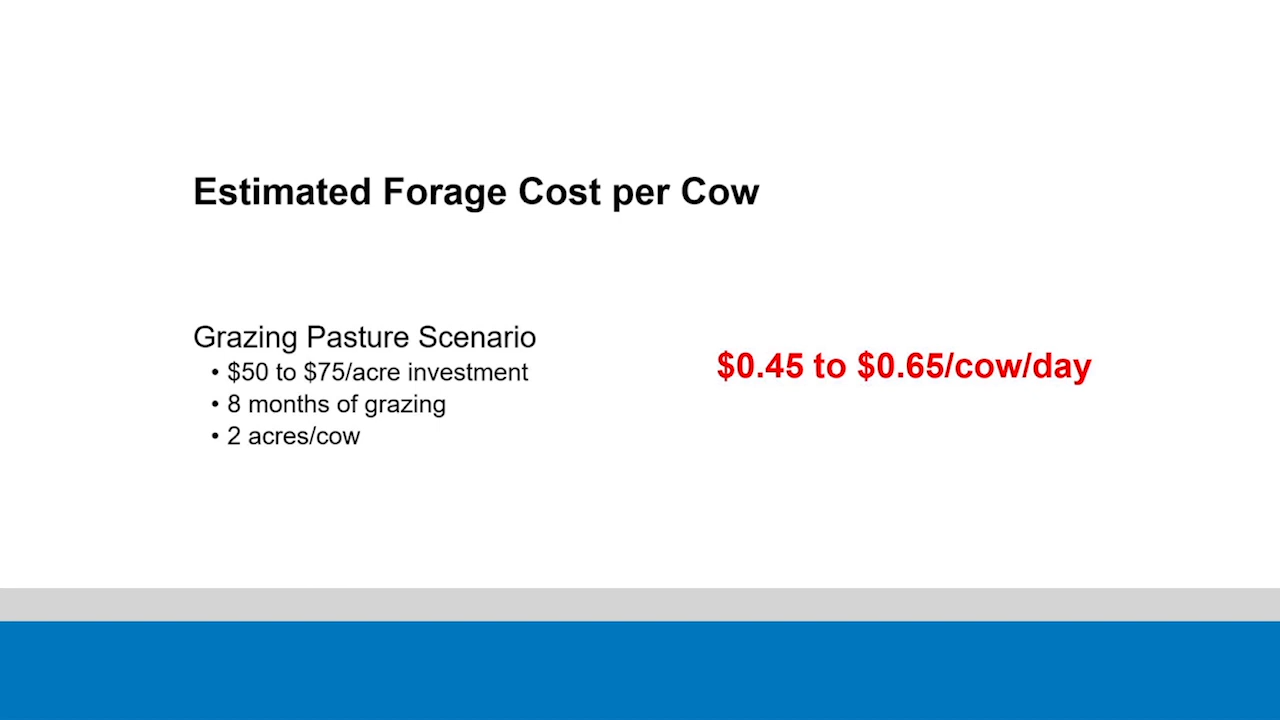 Estimated Forage Cost per Cow
Grazing Pasture Scenario
• $50 to $75/acre investment
• 8 months of grazing
• 2 acres/cow
$0.45 to $0.65/cow/day